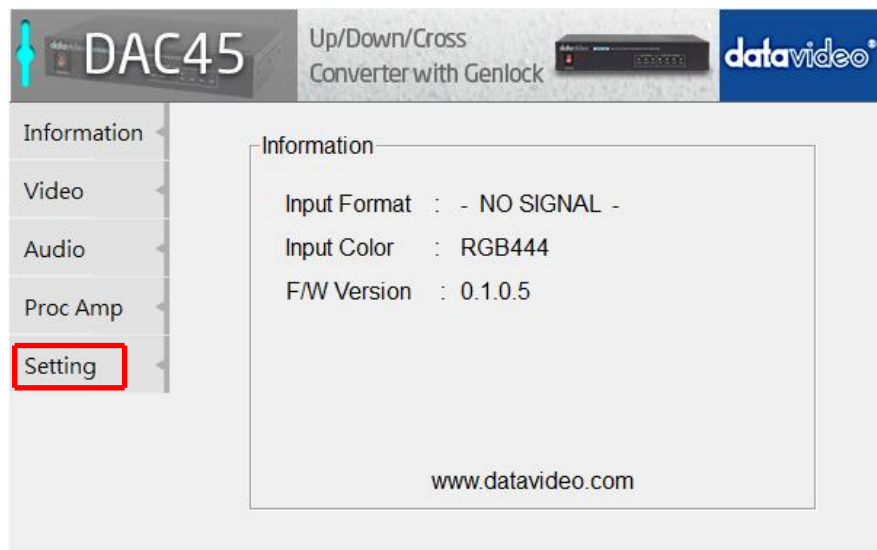 DAC45
Up/Down/Cross
Converter with Genlock
datavideo
Information
Video
Audio
Proc Amp
Setting
Information
Input Format : - NO SIGNAL -
Input Color : RGB444
F/W Version : 0.1.0.5
www.datavideo.com